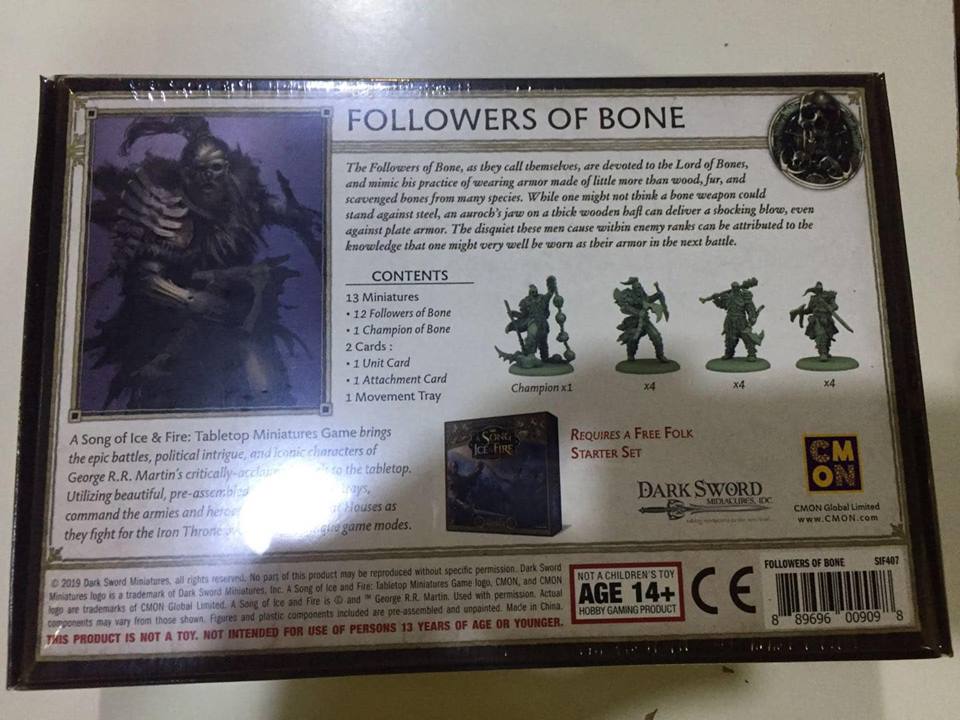 FOLLOWERS OF BONE
The Followers of Bone, as they call themselves, are devoted to the Lord of Bones,
and mimic his practice of wearing armor made of little more than wood, fur, and
scavenged bones from many species. While one might not think a bone weapon could
stand against steel, an auroch's jaw on a thick wooden haft can deliver a shocking blow, even
against plate armor. The disquiet these men cause within enemy ranks can be attributed to the
knowledge that one might very well be worn as their armor in the next battle.
CONTENTS
13 Miniatures
• 12 Followers of Bone
• 1 Champion of Bone
2 Cards :
• 1 Unit Card
• 1 Attachment Card
1 Movement Tray
Champion x1
x4
x4
x4
A Song of Ice & Fire: Tabletop Miniatures Game brings
the epic battles, political intrigue, and iconic characters of
George R.R. Martin's to the tabletop.
Utilizing beautiful,
command the armies and Houses as
they fight for the Iron Throne game modes.
A SONG
OF
ICE & FIRE
REQUIRES A FREE FOLK
STARTER SET
DARK SWORD
MINIATURES, INC.
CMON
CMON Global Limited
www.CMON.com
© 2019 Dark Sword Miniatures, all rights reserved. No part of this product may be reproduced without specific permission. Dark Sword
Miniatures logo is a trademark of Dark Sword Miniatures, Inc. A Song of Ice and Fire: Tabletop Miniatures Game logo, CMON, and CMON
logo are trademarks of CMON Global Limited. A Song of Ice and Fire is © and ™ George R.R. Martin. Used with permission. Actual
components may vary from those shown. Figures and plastic components included are pre-assembled and unpainted. Made in China.
THIS PRODUCT IS NOT A TOY. NOT INTENDED FOR USE OF PERSONS 13 YEARS OF AGE OR YOUNGER.
NOT A CHILDREN'S TOY
AGE 14+
HOBBY GAMING PRODUCT
CE
FOLLOWERS OF BONE SIF407
8 89696 00909 8